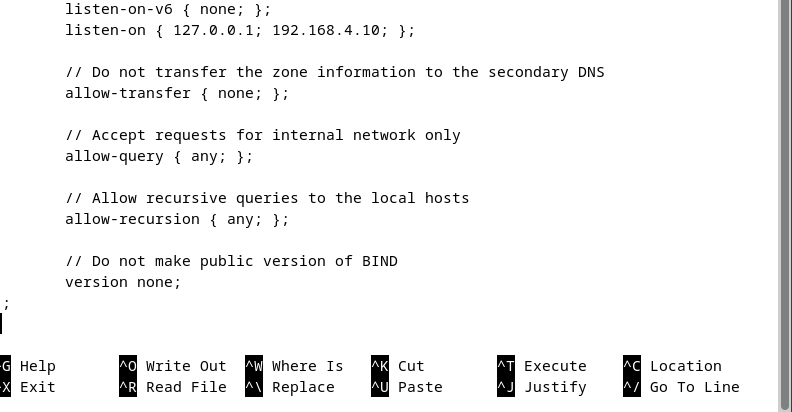 listen-on-v6 { none; };
listen-on { 127.0.0.1; 192.168.4.10; };
// Do not transfer the zone information to the secondary DNS
allow-transfer { none; };
// Accept requests for internal network only
allow-query { any; };
// Allow recursive queries to the local hosts
allow-recursion { any; };
// Do not make public version of BIND
version none;
;
G Help ^O Write Out ^W Where Is ^K Cut ^T Execute ^C Location
X Exit ^R Read File ^\ Replace ^U Paste ^J Justify ^/ Go To Line